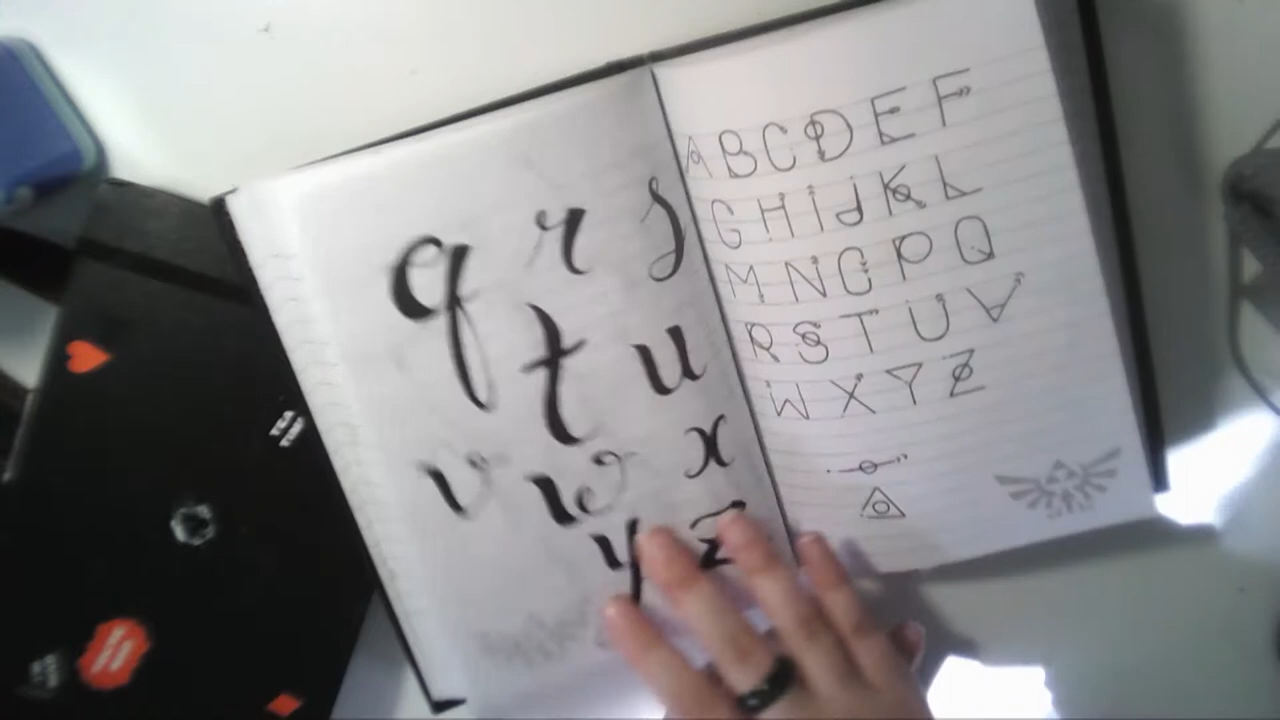 q r s
t u
v w x
y z
A B C D E F
G H I J K L
M N O P Q
R S T U V
W X Y Z